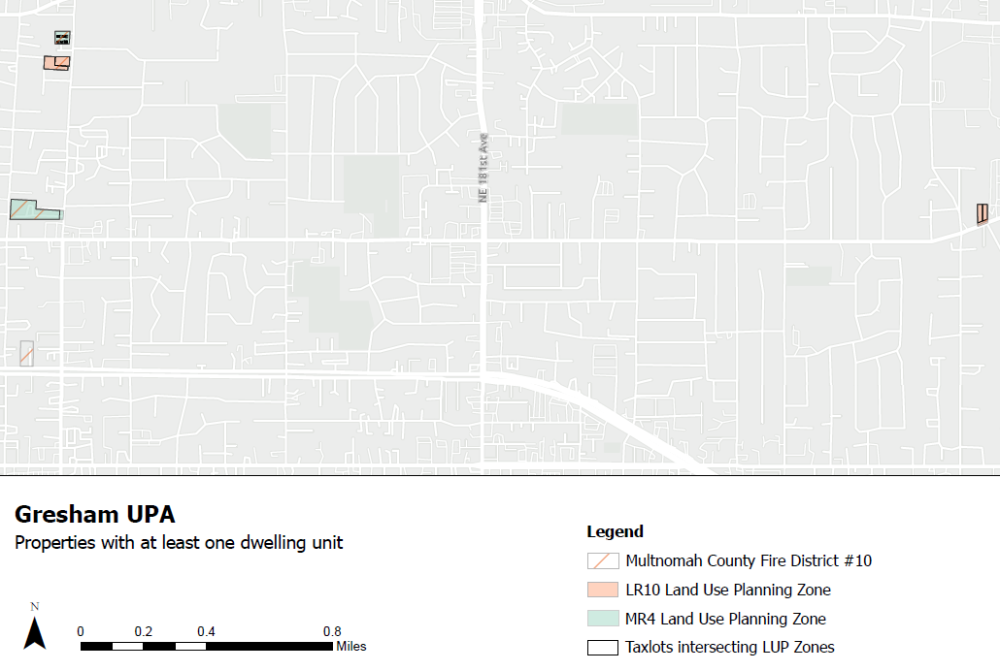 NE 181st Ave
Gresham UPA
Properties with at least one dwelling unit
Legend
Multnomah County Fire District #10
LR10 Land Use Planning Zone
MR4 Land Use Planning Zone
Taxlots intersecting LUP Zones
N
0 0.2 0.4 0.8
Miles